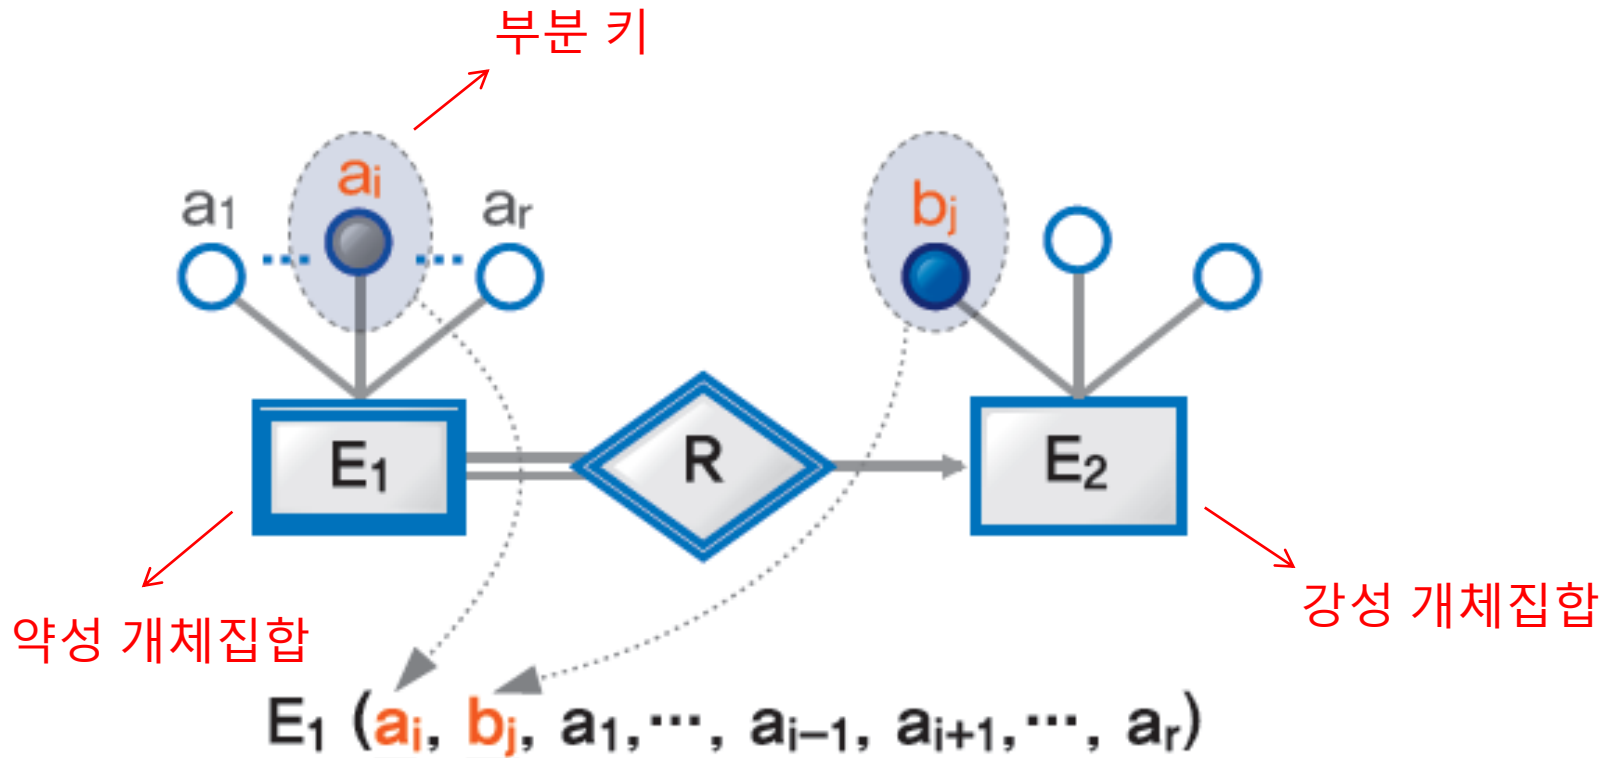 부분 키
aᵢ
a₁
aᵣ
bⱼ
E₁
R
E₂
강성 개체집합
약성 개체집합
E₁ (aᵢ, bⱼ, a₁,⋯, aᵢ₋₁, aᵢ₊₁,⋯, aᵣ)